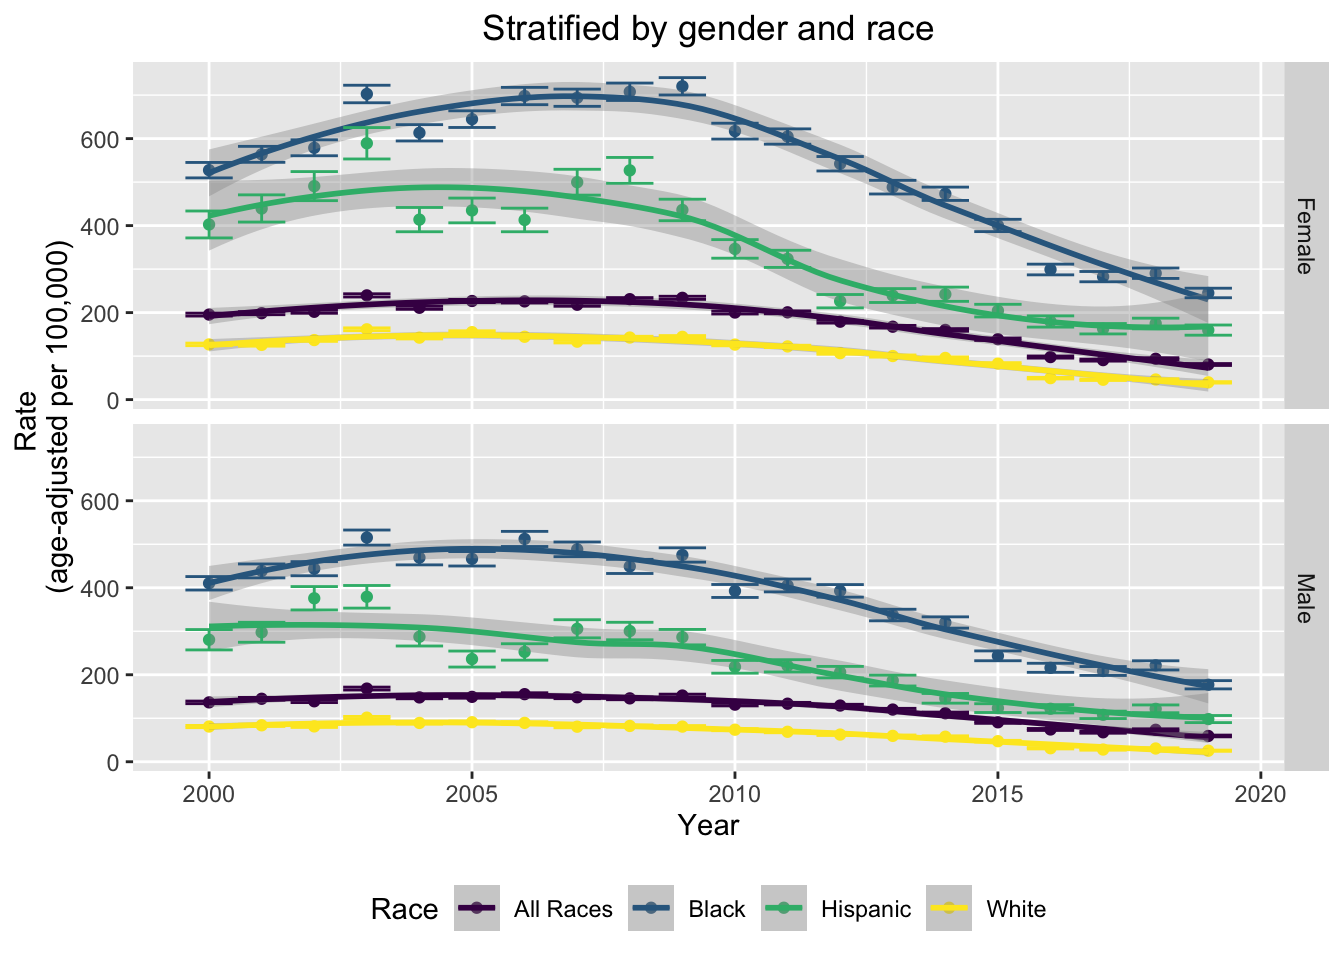 Stratified by gender and race
Rate
(age-adjusted per 100,000)
600
400
200
0
Female
600
400
200
0
Male
2000 2005 2010 2015 2020
Year
Race All Races Black Hispanic White